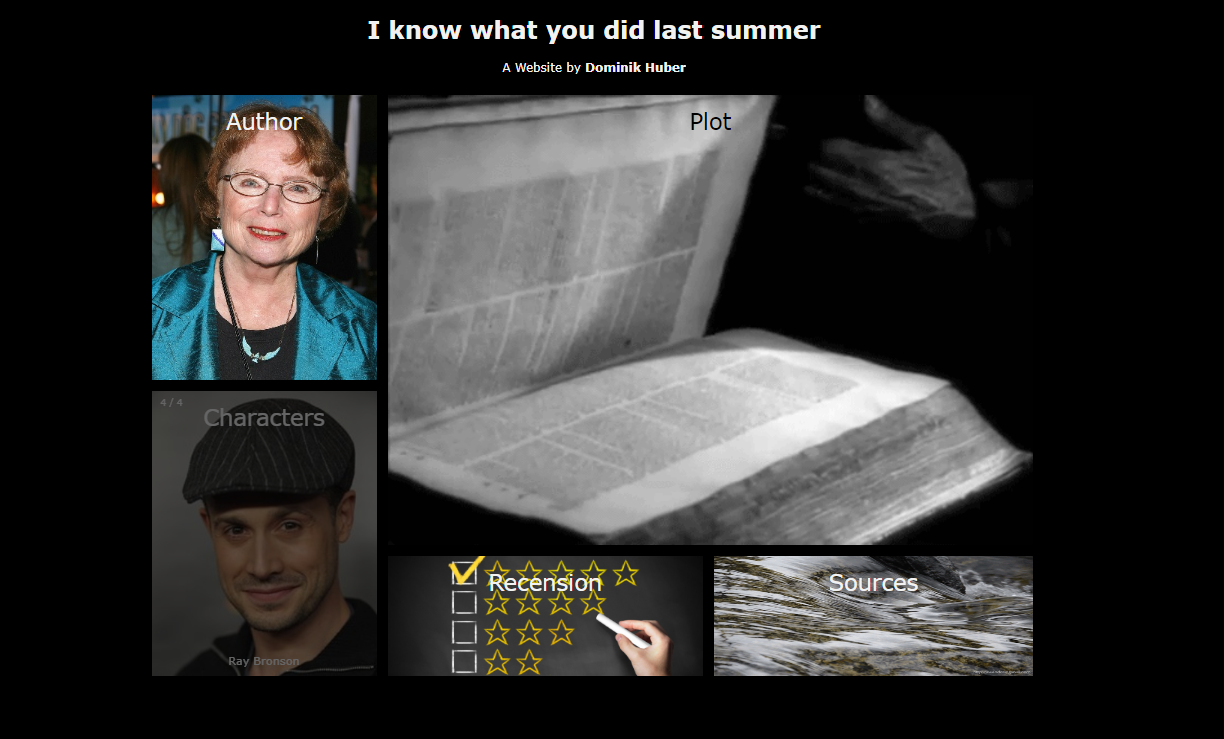 I know what you did last summer
A Website by Dominik Huber
Author
Plot
4 / 4
Characters
Ray Bronson
Recension
Sources